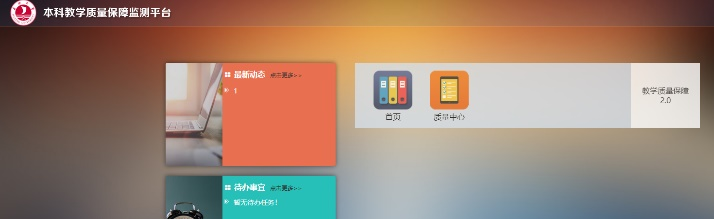 本科教学质量保障监测平台
最新动态 点击更多>>
1
首页
质量中心
教学质量保障
2.0
待办事宜 点击更多>>
暂无待办任务!